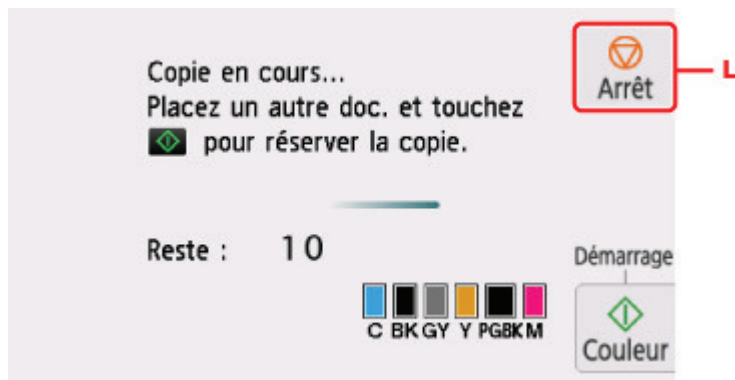 Copie en cours...
Placez un autre doc. et touchez
pour réserver la copie.
Arrêt
L
Reste : 10
C BK GY Y PGBK M
Démarrage
Couleur